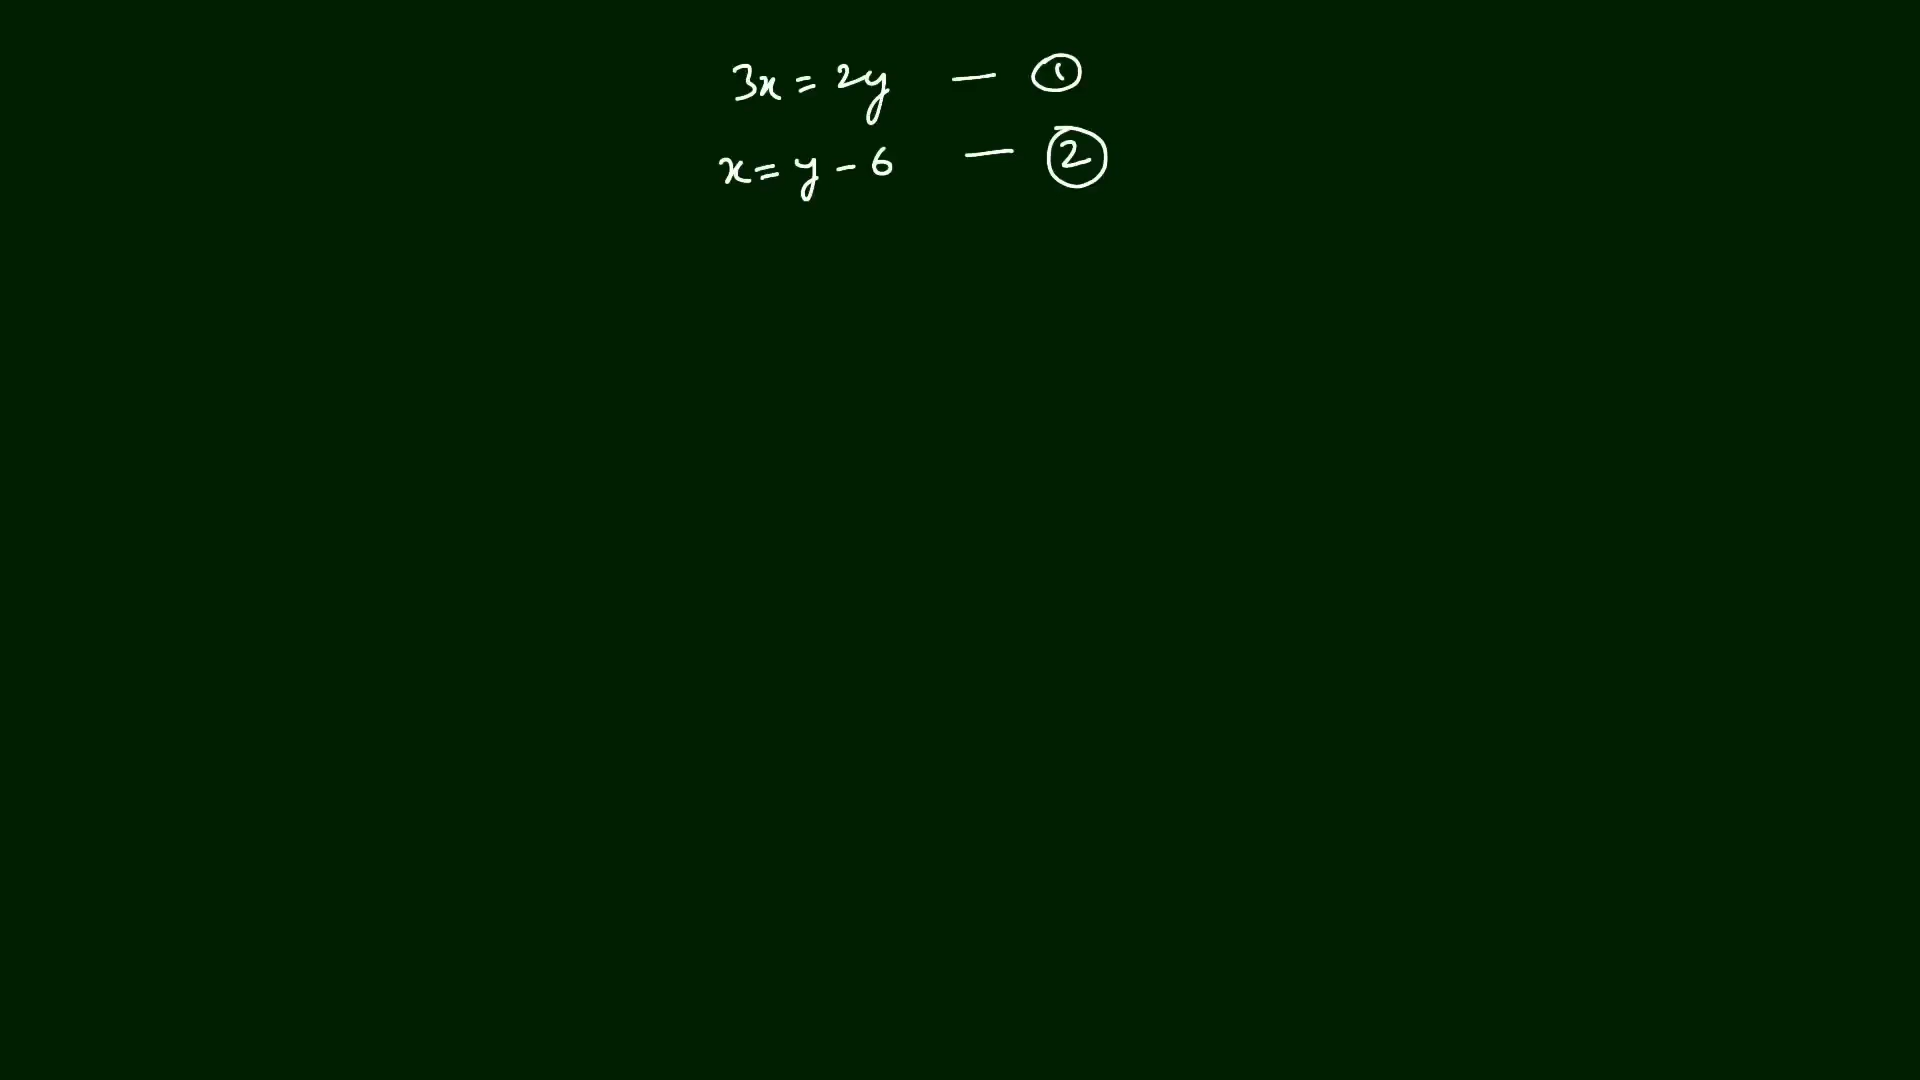 3x = 2y — ①
x = y - 6 — ②